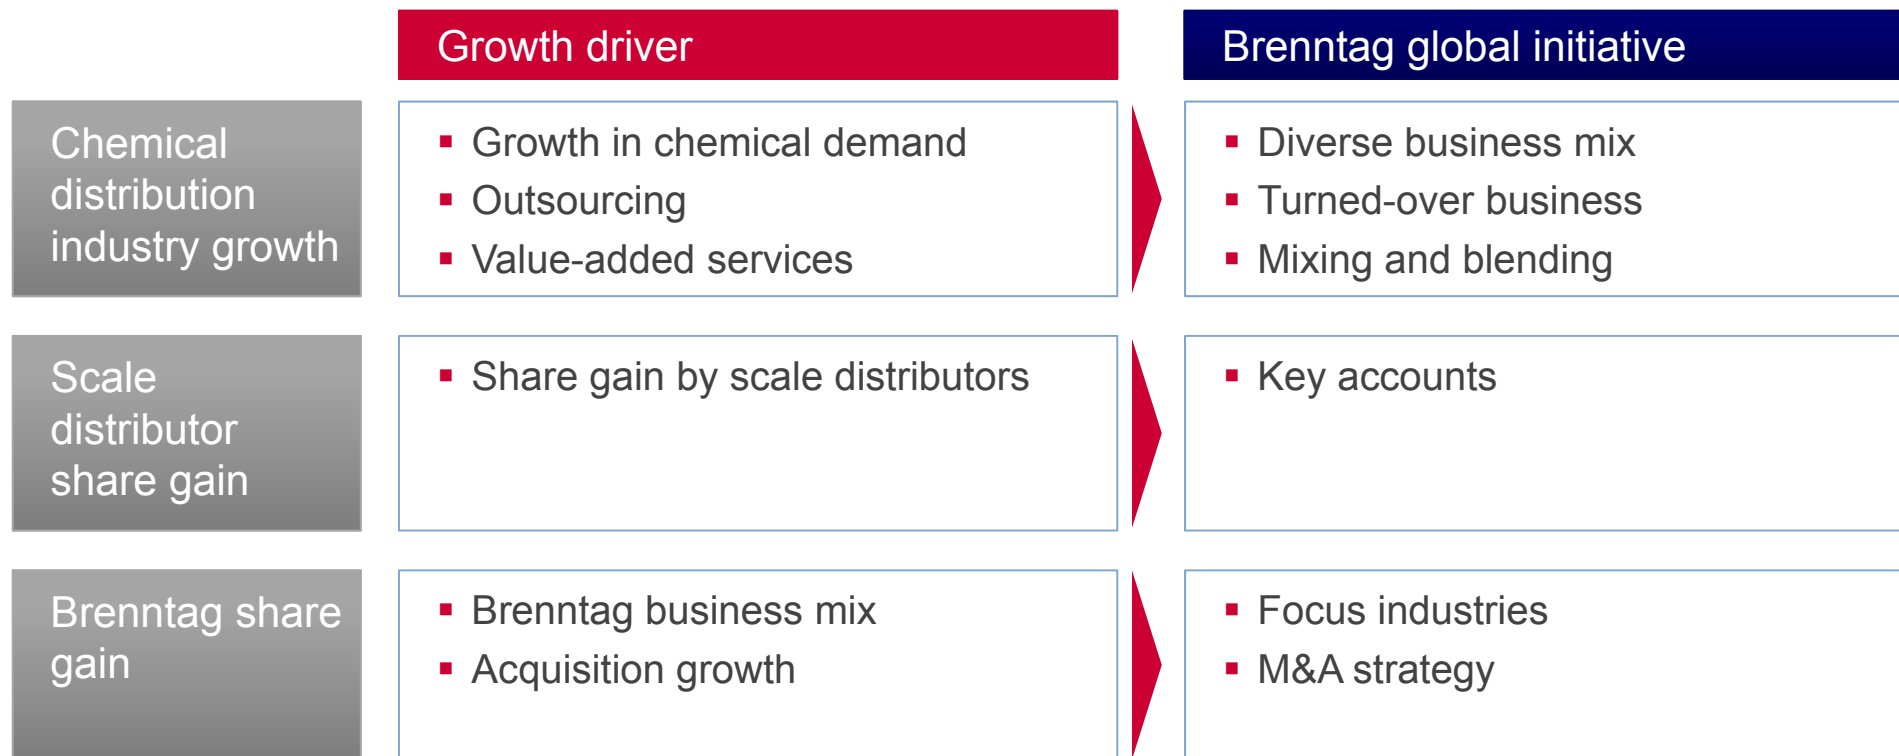 Growth driver
Brenntag global initiative
Chemical
distribution
industry growth
▪ Growth in chemical demand
▪ Outsourcing
▪ Value-added services
▪ Diverse business mix
▪ Turned-over business
▪ Mixing and blending
Scale
distributor
share gain
▪ Share gain by scale distributors
▪ Key accounts
Brenntag share
gain
▪ Brenntag business mix
▪ Acquisition growth
▪ Focus industries
▪ M&A strategy